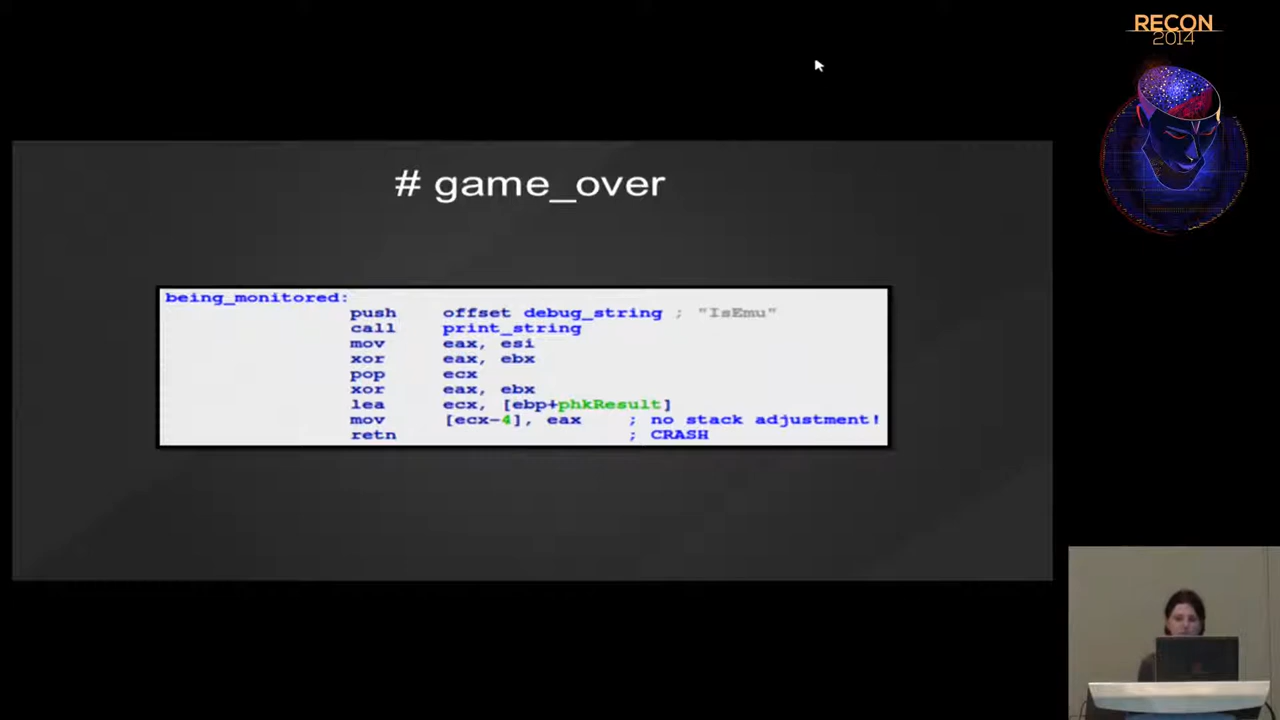 RECON
2014
# game_over
being_monitored:
push offset debug_string ; "IsEmu"
call print_string
mov eax, esi
xor eax, ebx
pop ecx
xor eax, ebx
lea ecx, [ebp+phkResult]
mov [ecx-4], eax ; no stack adjustment!
retn ; CRASH